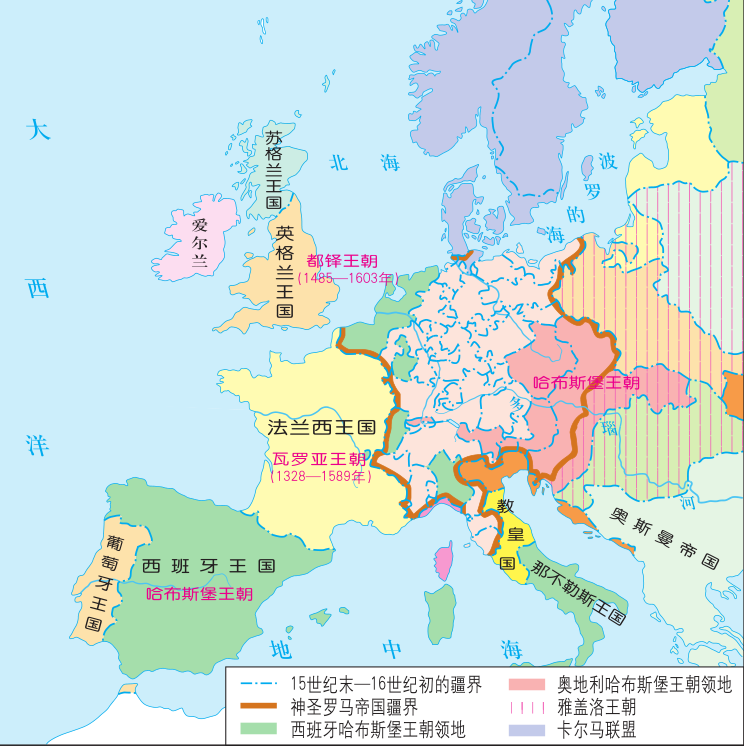 大西洋
北海
波罗的海
苏格兰王国
爱尔兰
英格兰王国
都铎王朝
(1485—1603年)
哈布斯堡王朝
多
瑙
河
法兰西王国
瓦罗亚王朝
(1328—1589年)
教皇国
奥斯曼帝国
葡萄牙王国
西班牙王国
哈布斯堡王朝
那不勒斯王国
地中海
15世纪末—16世纪初的疆界
神圣罗马帝国疆界
西班牙哈布斯堡王朝领地
奥地利哈布斯堡王朝领地
雅盖洛王朝
卡尔马联盟